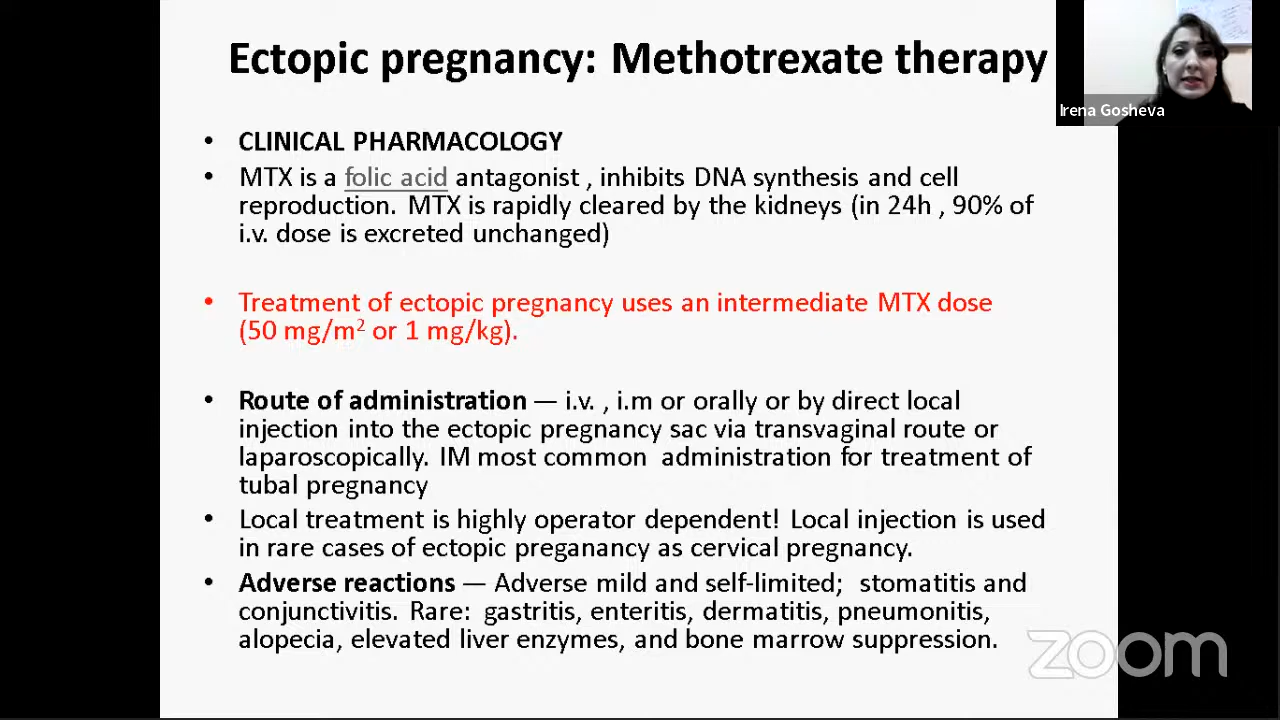 Ectopic pregnancy: Methotrexate therapy
Irena Gosheva
• CLINICAL PHARMACOLOGY
• MTX is a folic acid antagonist , inhibits DNA synthesis and cell
reproduction. MTX is rapidly cleared by the kidneys (in 24h , 90% of
i.v. dose is excreted unchanged)
• Treatment of ectopic pregnancy uses an intermediate MTX dose
(50 mg/m² or 1 mg/kg).
• Route of administration — i.v. , i.m or orally or by direct local
injection into the ectopic pregnancy sac via transvaginal route or
laparoscopically. IM most common administration for treatment of
tubal pregnancy
• Local treatment is highly operator dependent! Local injection is used
in rare cases of ectopic preganancy as cervical pregnancy.
• Adverse reactions — Adverse mild and self-limited; stomatitis and
conjunctivitis. Rare: gastritis, enteritis, dermatitis, pneumonitis,
alopecia, elevated liver enzymes, and bone marrow suppression.
zoom